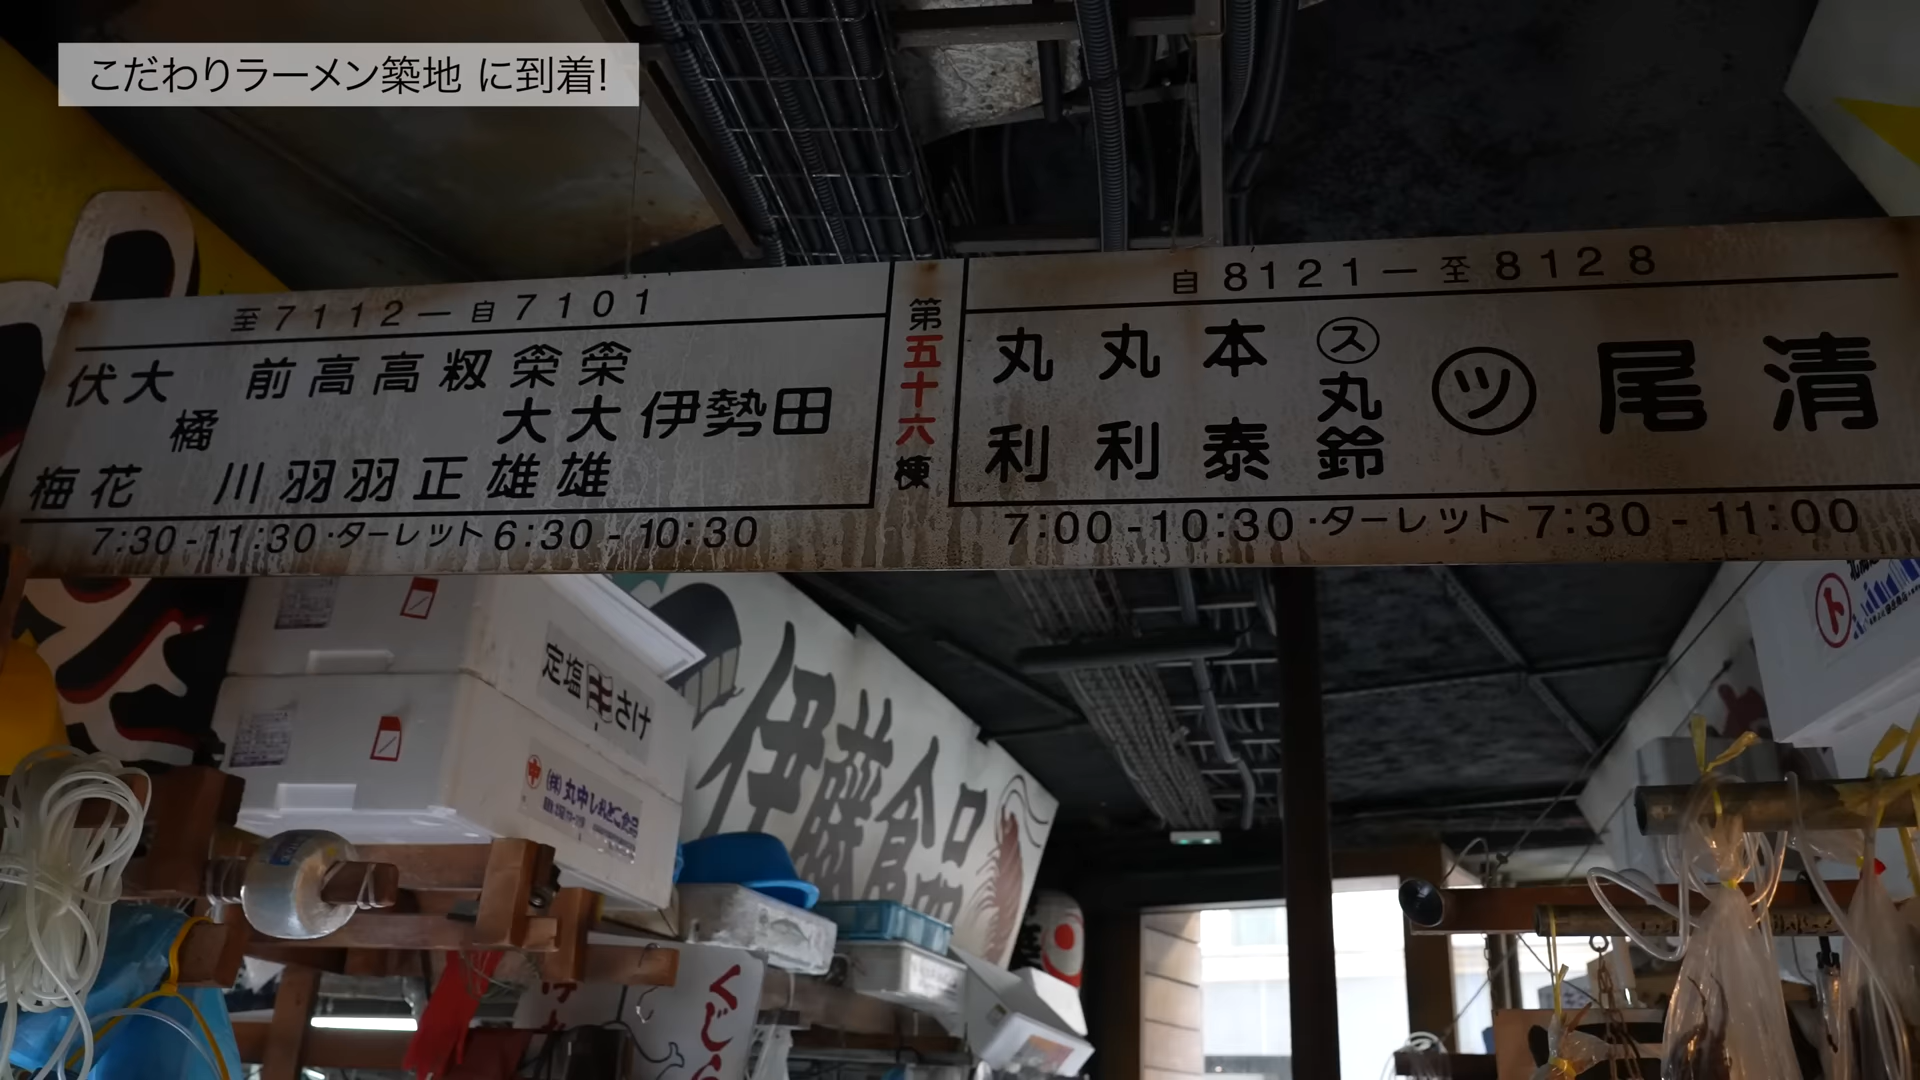 こだわりラーメン築地 に到着!
至7112ー自7101
伏大 前高高籾栄栄
橘 大大伊勢田
梅花 川羽羽正雄雄
7:30-11:30・ターレット6:30-10:30
第五十六棟
自8121ー至8128
丸利 丸利 本泰 ㋜丸鈴 ㋡ 尾清
7:00-10:30・ターレット7:30-11:00
定塩 さけ
中
(株)丸中しれとこ食品
伊藤食品
くじら
ト